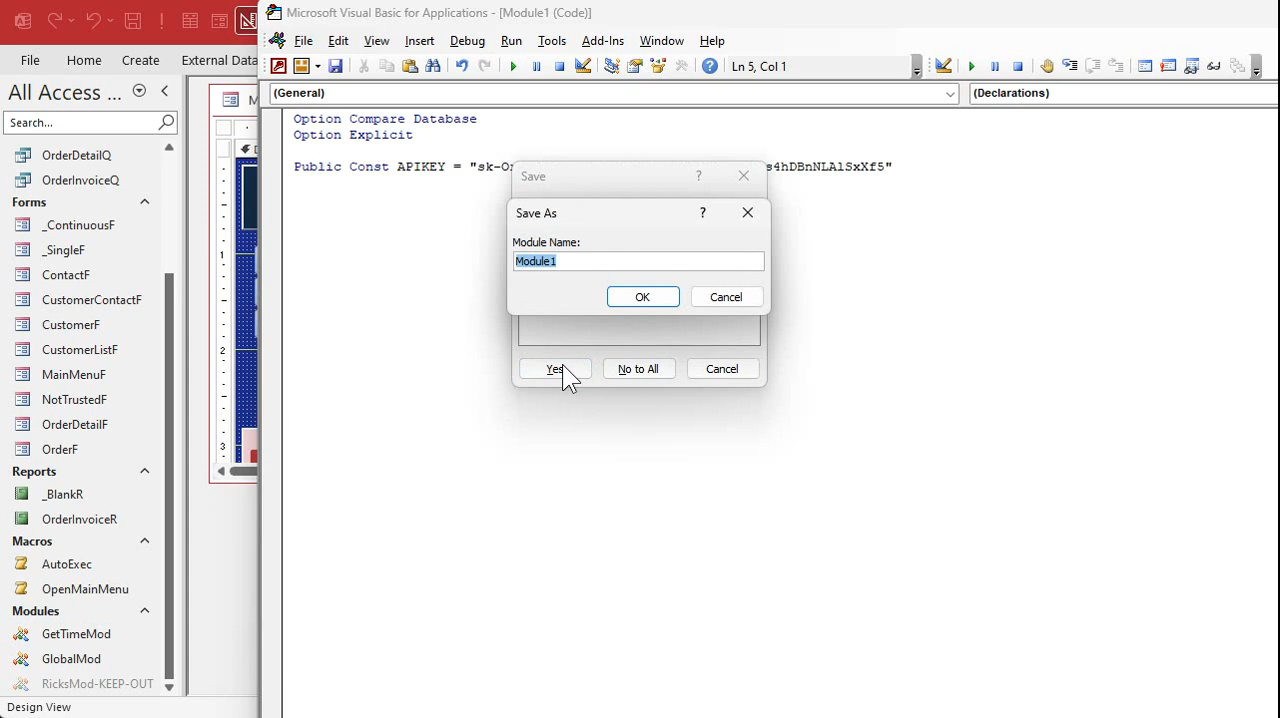 Microsoft Visual Basic for Applications - [Module1 (Code)]
File Edit View Insert Debug Run Tools Add-Ins Window Help
Ln 5, Col 1
(General) (Declarations)
File Home Create External Data
All Access ...
Search...
OrderDetailQ
OrderInvoiceQ
Forms
_ContinuousF
_SingleF
ContactF
CustomerContactF
CustomerF
CustomerListF
MainMenuF
NotTrustedF
OrderDetailF
OrderF
Reports
_BlankR
OrderInvoiceR
Macros
AutoExec
OpenMainMenu
Modules
GetTimeMod
GlobalMod
RicksMod-KEEP-OUT
Design View
M
1
2
3
Option Compare Database
Option Explicit
Public Const APIKEY = "sk-O s4hDBnNLAlSxXf5"
Save ?
Save As ?
Module Name:
Module1
OK Cancel
Yes No to All Cancel